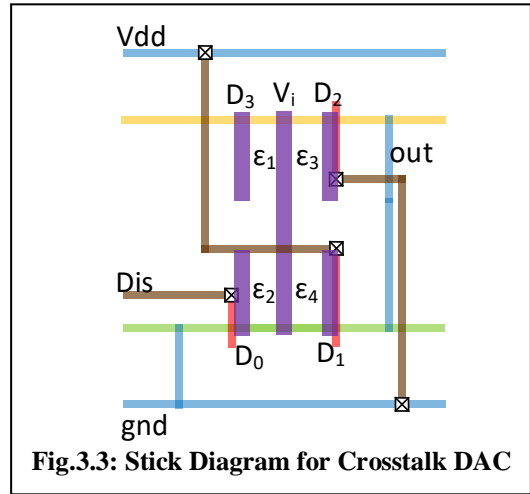 Vdd
D₃ Vᵢ D₂
ε₁ ε₃ out
Dis ε₂ ε₄
D₀ D₁
gnd
Fig.3.3: Stick Diagram for Crosstalk DAC